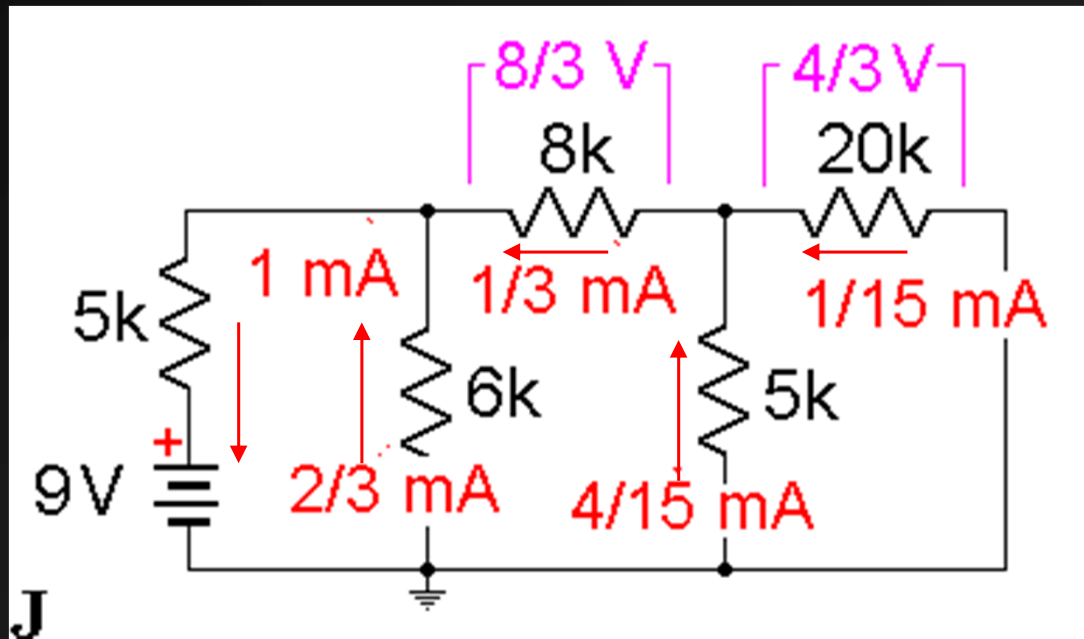 8/3 V 4/3 V
8k 20k
1 mA 1/3 mA 1/15 mA
5k
6k 5k
+
9V 2/3 mA 4/15 mA
J